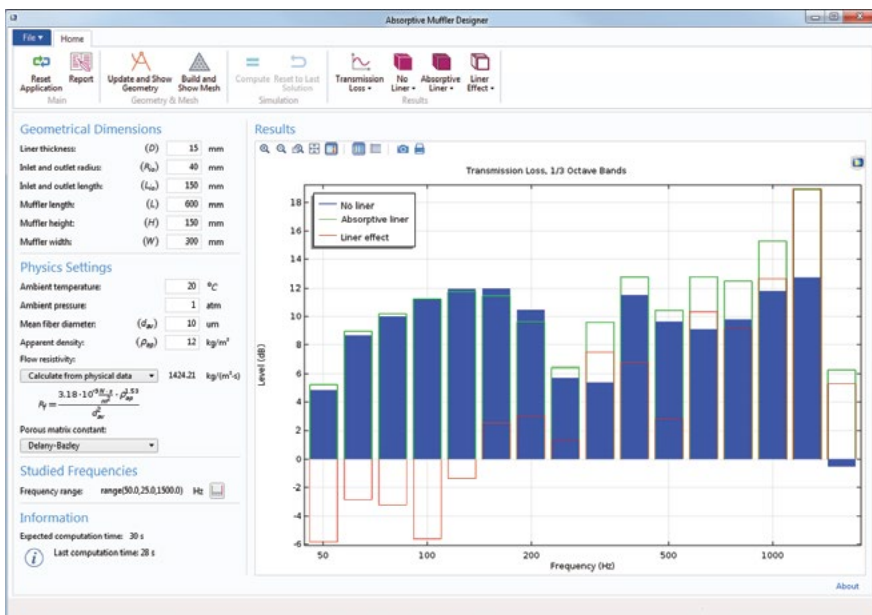 Absorptive Muffler Designer
File ▾ Home
Reset Application
Report
Update and Show Geometry
Build and Show Mesh
Compute
Reset to Last Solution
Transmission Loss ▾
No Liner ▾
Absorptive Liner ▾
Liner Effect ▾
Main
Geometry & Mesh
Simulation
Results
Geometrical Dimensions
Liner thickness: (D) 15 mm
Inlet and outlet radius: (Rio) 40 mm
Inlet and outlet length: (Lio) 150 mm
Muffler length: (L) 600 mm
Muffler height: (H) 150 mm
Muffler width: (W) 300 mm
Physics Settings
Ambient temperature: 20 °C
Ambient pressure: 1 atm
Mean fiber diameter: (dav) 10 um
Apparent density: (ρap) 12 kg/m³
Flow resistivity:
Calculate from physical data ▾ 1424.21 kg/(m³·s)
Porous matrix constant:
Delany-Bazley ▾
Studied Frequencies
Frequency range: range(50.0,25.0,1500.0) Hz
Information
Expected computation time: 30 s
Last computation time: 28 s
Results
Transmission Loss, 1/3 Octave Bands
No liner
Absorptive liner
Liner effect
Level (dB)
18
16
14
12
10
8
6
4
2
0
-2
-4
-6
50 100 200 500 1000
Frequency (Hz)
About